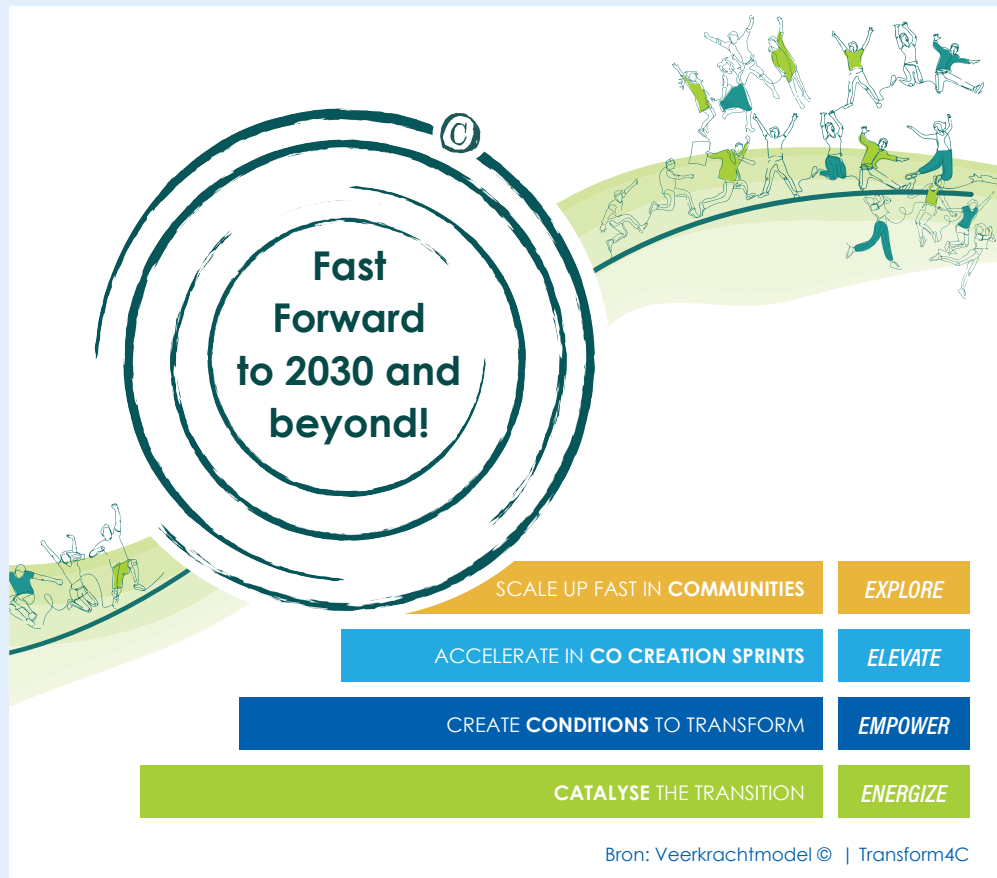 C
Fast
Forward
to 2030 and
beyond!
SCALE UP FAST IN COMMUNITIES EXPLORE
ACCELERATE IN CO CREATION SPRINTS ELEVATE
CREATE CONDITIONS TO TRANSFORM EMPOWER
CATALYSE THE TRANSITION ENERGIZE
Bron: Veerkrachtmodel © | Transform4C